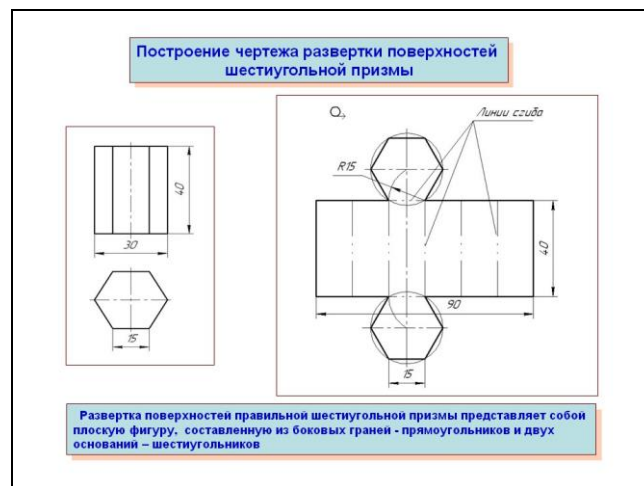 Построение чертежа развертки поверхностей
шестиугольной призмы
40
30
15
Линии сгиба
R15
40
90
15
Развертка поверхностей правильной шестиугольной призмы представляет собой
плоскую фигуру, составленную из боковых граней - прямоугольников и двух
оснований – шестиугольников